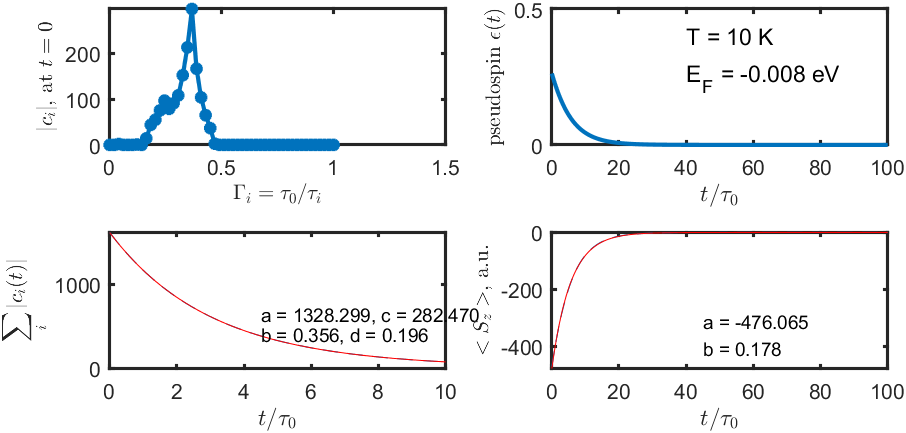 |c_i|, at t = 0
200
100
0
0
0.5
1
1.5
Γ_i = τ_0/τ_i
pseudospin ϵ(t)
0.5
0
T = 10 K
E_F = -0.008 eV
0
20
40
60
80
100
t/τ_0
∑_i |c_i(t)|
1000
0
a = 1328.299, c = 282.470
b = 0.356, d = 0.196
0
2
4
6
8
10
t/τ_0
< S_z >, a.u.
0
-200
-400
a = -476.065
b = 0.178
0
20
40
60
80
100
t/τ_0